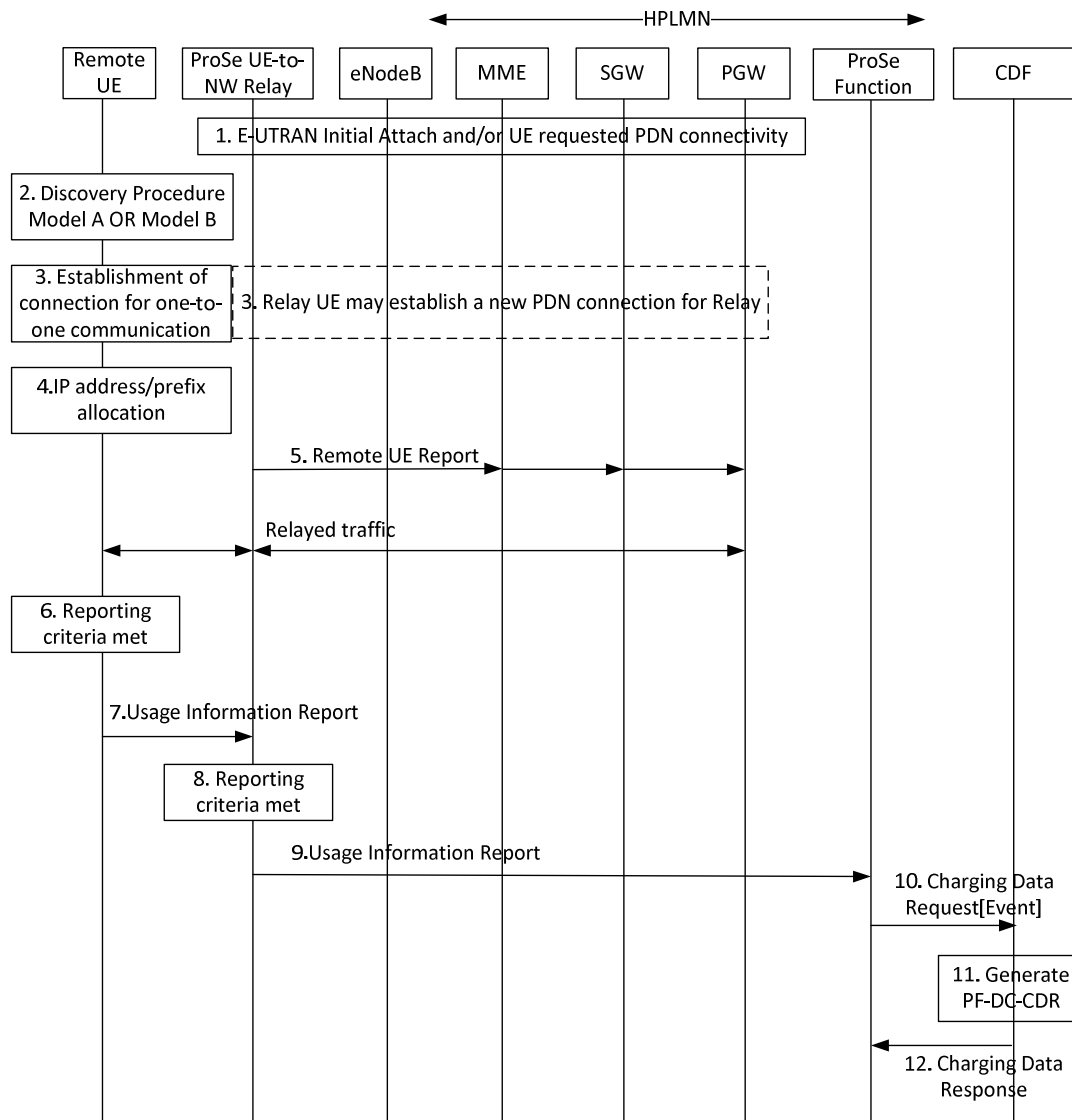 HPLMN
Remote
UE
ProSe UE-to-
NW Relay
eNodeB
MME
SGW
PGW
ProSe
Function
CDF
1. E-UTRAN Initial Attach and/or UE requested PDN connectivity
2. Discovery Procedure
Model A OR Model B
3. Establishment of
connection for one-to-
one communication
3. Relay UE may establish a new PDN connection for Relay
4.IP address/prefix
allocation
5. Remote UE Report
Relayed traffic
6. Reporting
criteria met
7.Usage Information Report
8. Reporting
criteria met
9.Usage Information Report
10. Charging Data
Request[Event]
11. Generate
PF-DC-CDR
12. Charging Data
Response